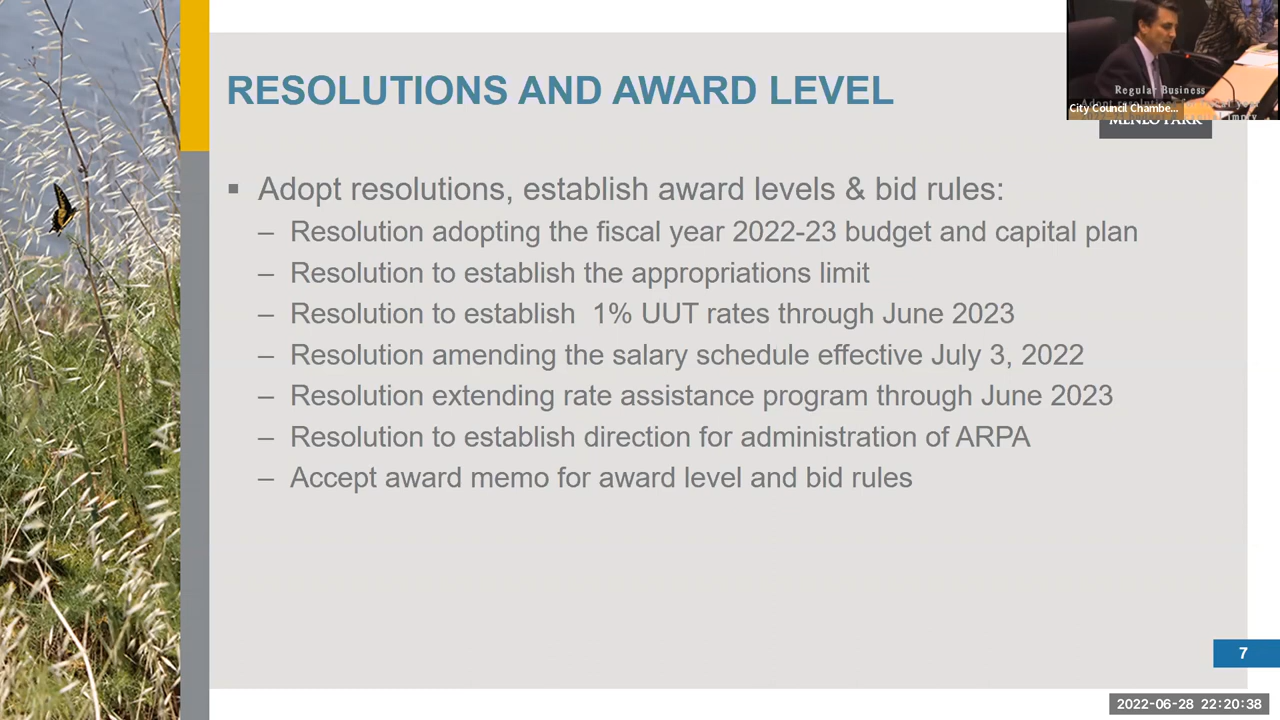 RESOLUTIONS AND AWARD LEVEL
Regular Business
City Council Chambe...
MENLO PARK
▪ Adopt resolutions, establish award levels & bid rules:
– Resolution adopting the fiscal year 2022-23 budget and capital plan
– Resolution to establish the appropriations limit
– Resolution to establish 1% UUT rates through June 2023
– Resolution amending the salary schedule effective July 3, 2022
– Resolution extending rate assistance program through June 2023
– Resolution to establish direction for administration of ARPA
– Accept award memo for award level and bid rules
7
2022-06-28 22:20:38